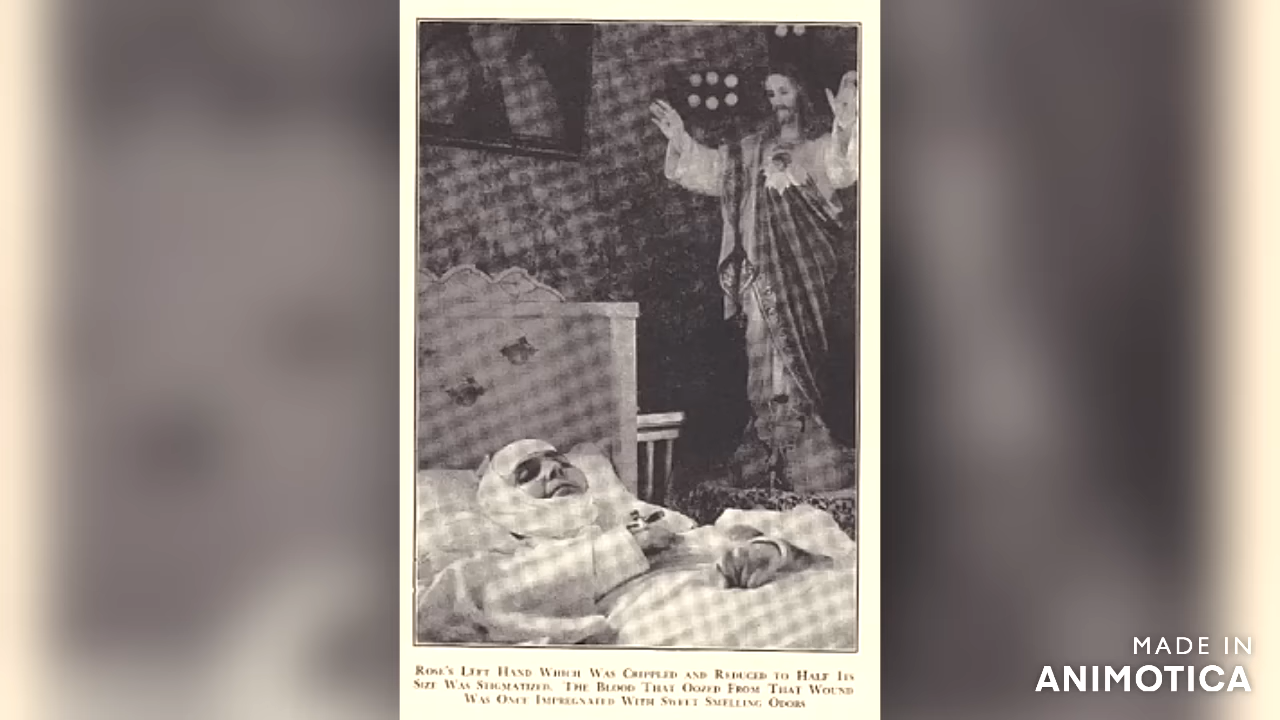 ROSE'S LEFT HAND WHICH WAS CRIPPLED AND REDUCED TO HALF ITS
SIZE WAS STIGMATIZED. THE BLOOD THAT OOZED FROM THAT WOUND
WAS ONCE IMPREGNATED WITH SWEET SMELLING ODORS
MADE IN
ANIMOTICA